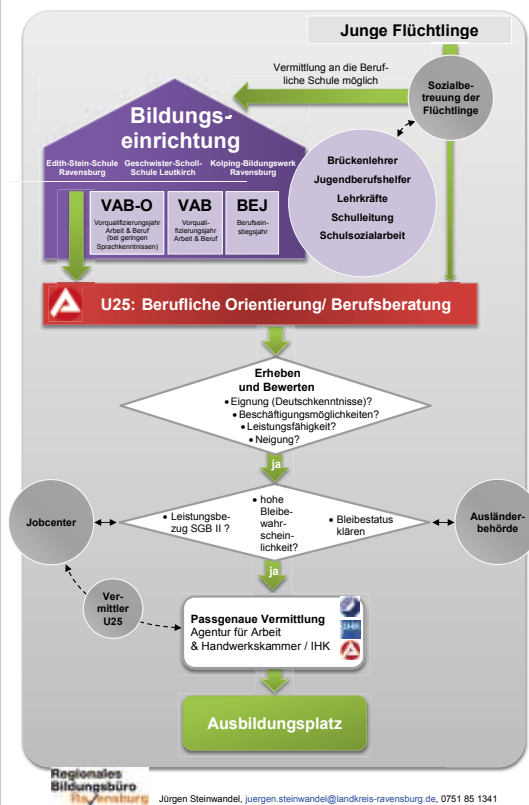 Junge Flüchtlinge
Vermittlung an die Beruf-
liche Schule möglich
Sozialbe-
treuung der
Flüchtlinge
Bildungs-
einrichtung
Edith-Stein-Schule
Ravensburg
Geschwister-Scholl-
Schule Leutkirch
Kolping-Bildungswerk
Ravensburg
VAB-O
Vorqualifizierungsjahr
Arbeit & Beruf
(bei geringen
Sprachkenntnissen)
VAB
Vorquali-
fizierungsjahr
Arbeit & Beruf
BEJ
Berufsein-
stiegsjahr
Brückenlehrer
Jugendberufshelfer
Lehrkräfte
Schulleitung
Schulsozialarbeit
U25: Berufliche Orientierung/ Berufsberatung
Erheben
und Bewerten
• Eignung (Deutschkenntnisse)?
• Beschäftigungsmöglichkeiten?
• Leistungsfähigkeit?
• Neigung?
ja
Jobcenter
• Leistungsbe-
zug SGB II ?
• hohe
Bleibe-
wahr-
schein-
lichkeit?
• Bleibestatus
klären
Ausländer-
behörde
ja
Ver-
mittler
U25
Passgenaue Vermittlung
Agentur für Arbeit
& Handwerkskammer / IHK
IHK
Ausbildungsplatz
Regionales
Bildungsbüro
Ravensburg
Jürgen Steinwandel, juergen.steinwandel@landkreis-ravensburg.de, 0751 85 1341